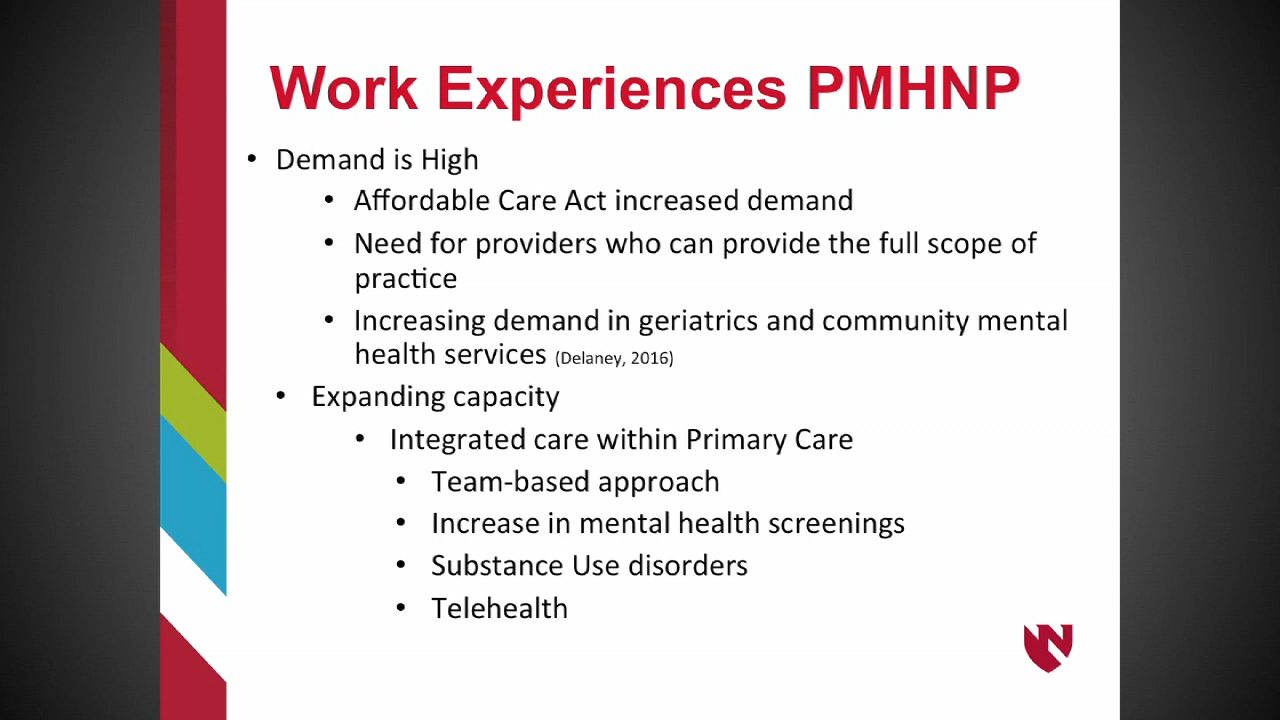 Work Experiences PMHNP
• Demand is High
• Affordable Care Act increased demand
• Need for providers who can provide the full scope of
practice
• Increasing demand in geriatrics and community mental
health services (Delaney, 2016)
• Expanding capacity
• Integrated care within Primary Care
• Team-based approach
• Increase in mental health screenings
• Substance Use disorders
• Telehealth